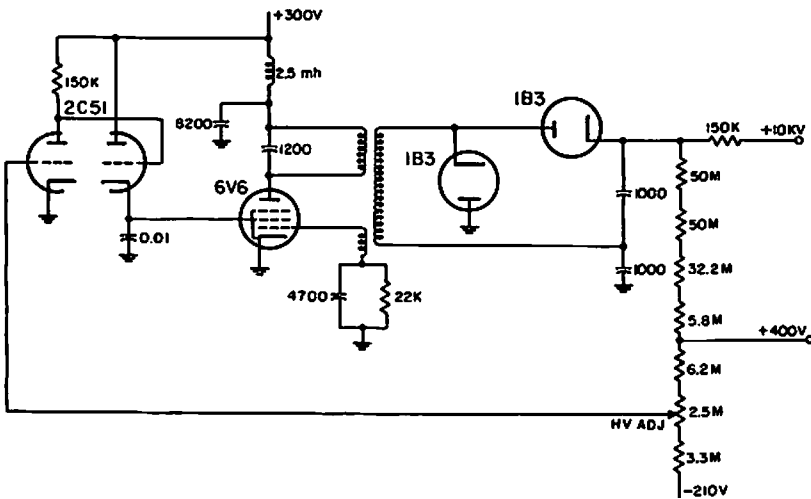 +300V
150K
2.5 mh
2C51
8200
1200
1B3
1B3
150K
+10KV
6V6
50M
1000
50M
0.01
1000
32.2M
4700
22K
5.8M
+400V
6.2M
2.5M
HV ADJ
3.3M
-210V